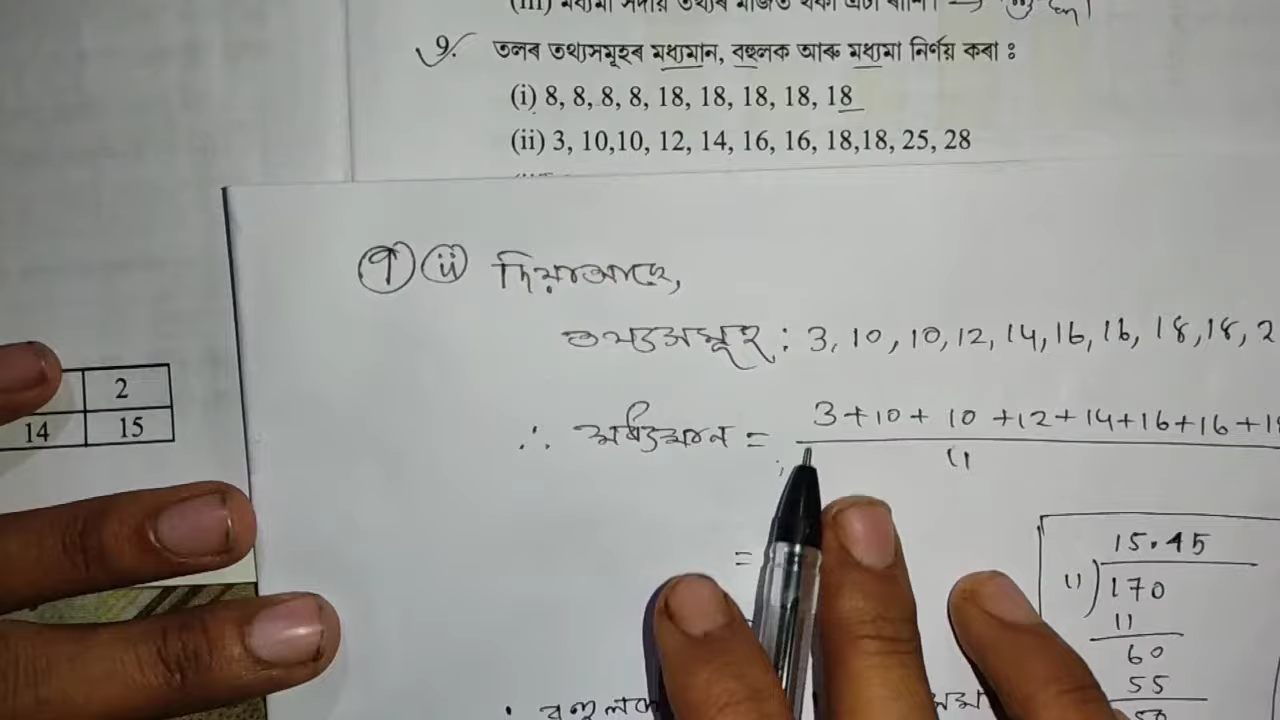 9. তলৰ তথ্যসমূহৰ মধ্যমান, বহুলক আৰু মধ্যমা নিৰ্ণয় কৰা :
(i) 8, 8, 8, 8, 18, 18, 18, 18, 18
(ii) 3, 10,10, 12, 14, 16, 16, 18,18, 25, 28
9 ii দিয়া আছে,
তথ্যসমূহ : 3, 10, 10, 12, 14, 16, 16, 18, 18, 2
∴ মধ্যমান = 3+10+10+12+14+16+16+1
11
=
15.45
11) 170
11
60
55
2
14 15